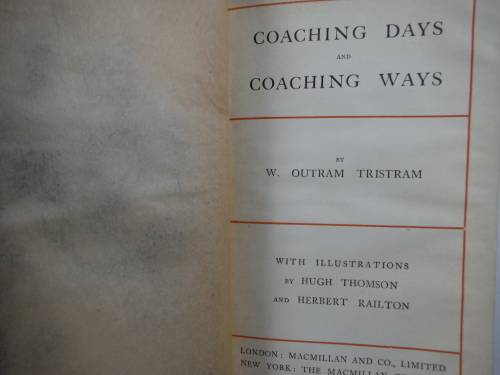 COACHING DAYS
AND
COACHING WAYS
BY
W. OUTRAM TRISTRAM
WITH ILLUSTRATIONS
BY HUGH THOMSON
AND HERBERT RAILTON
LONDON: MACMILLAN AND CO., LIMITED
NEW YORK: THE MACMILLAN